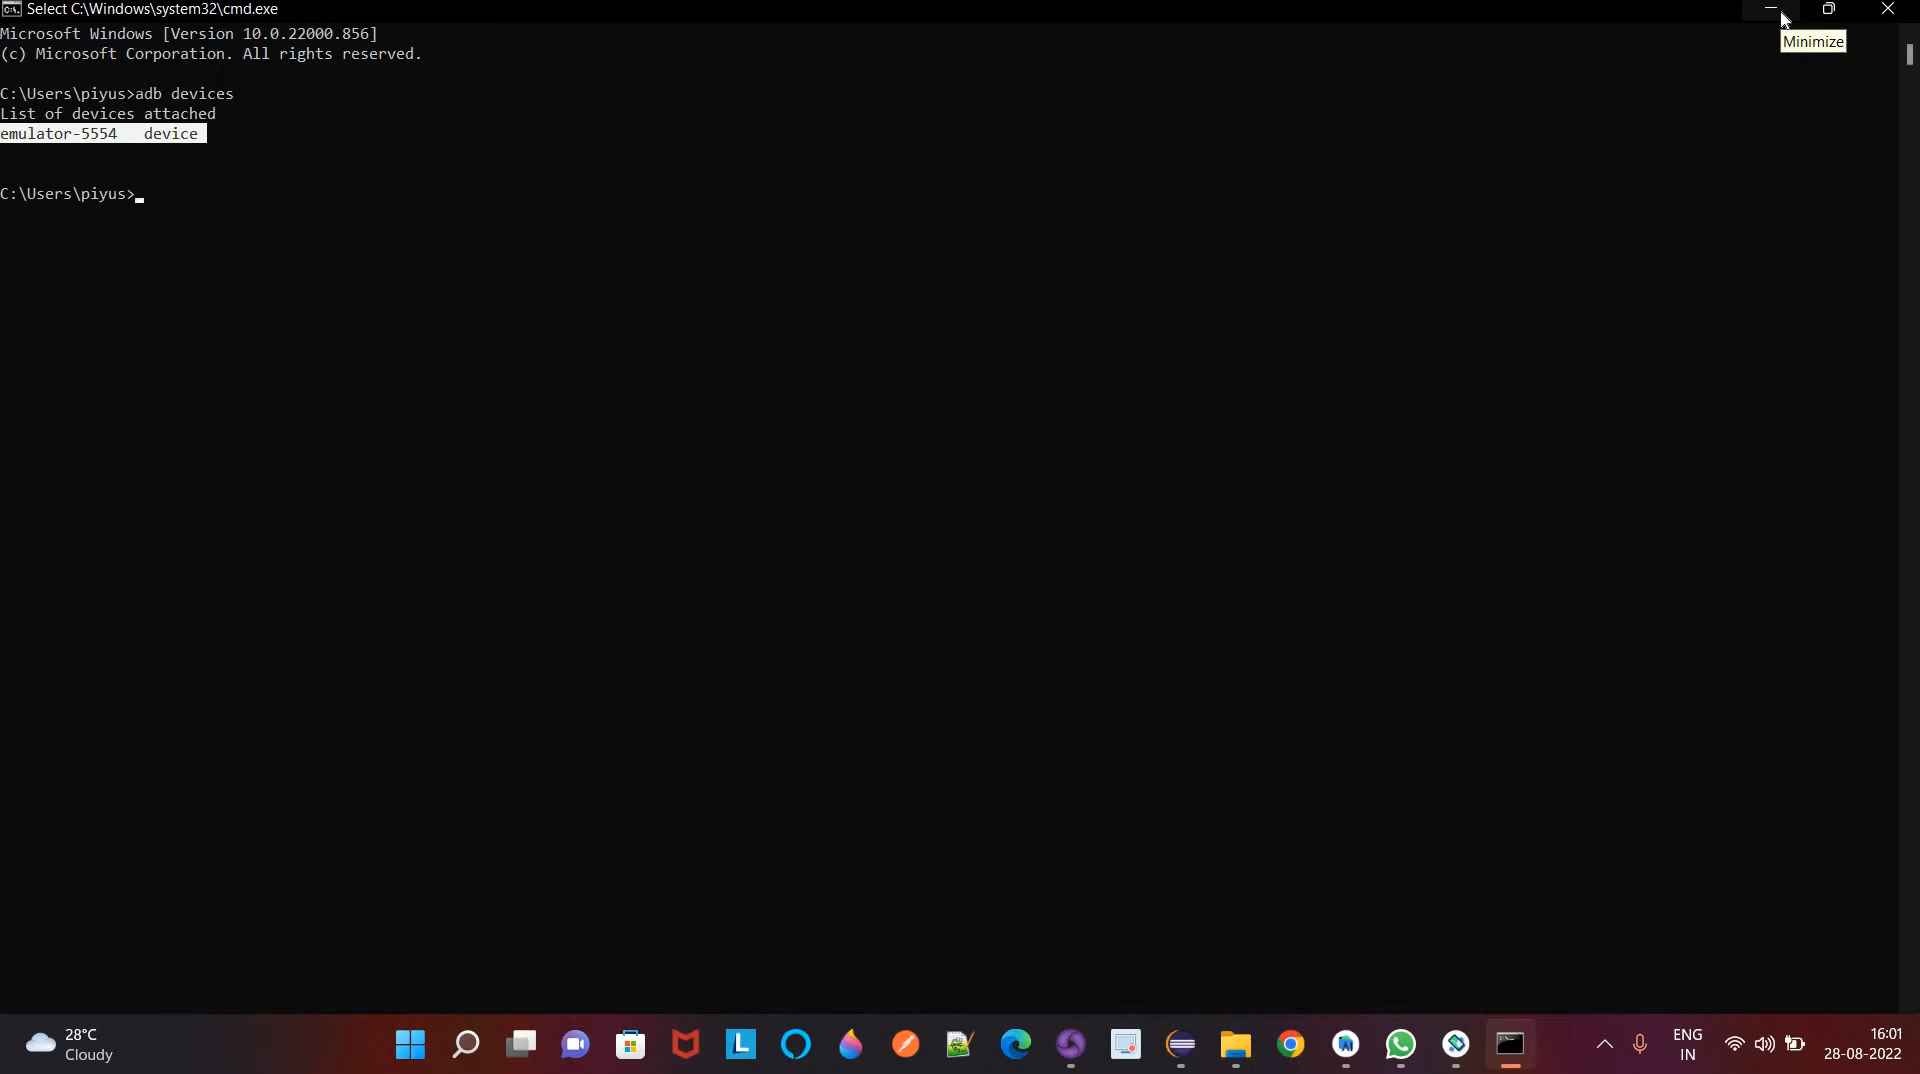 Select C:\Windows\system32\cmd.exe
Minimize
Microsoft Windows [Version 10.0.22000.856]
(c) Microsoft Corporation. All rights reserved.
C:\Users\piyus>adb devices
List of devices attached
emulator-5554   device
C:\Users\piyus>
28°C
Cloudy
L
ENG
IN
16:01
28-08-2022